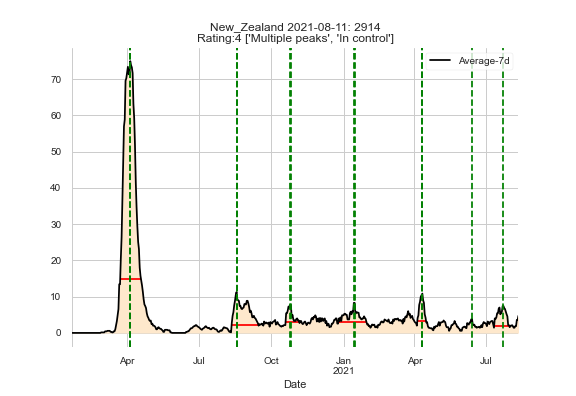 New_Zealand 2021-08-11: 2914
Rating:4 ['Multiple peaks', 'In control']
Average-7d
70
60
50
40
30
20
10
0
Apr Jul Oct Jan Apr Jul
2021
Date